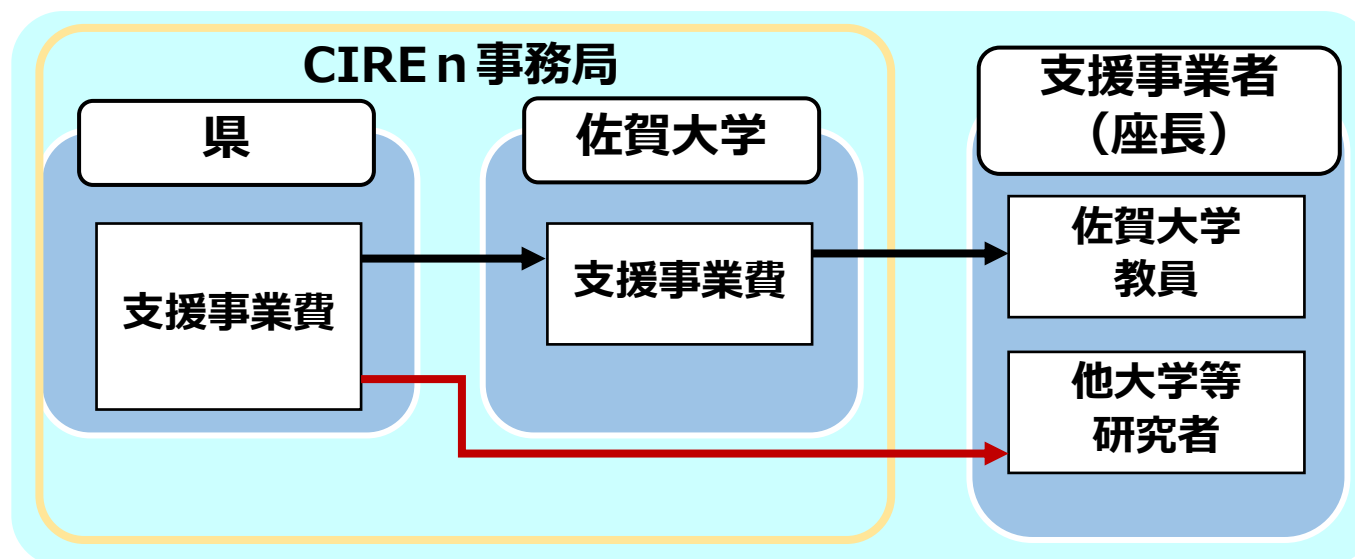 CIREｎ事務局
県
支援事業費
佐賀大学
支援事業費
支援事業者
（座長）
佐賀大学
教員
他大学等
研究者